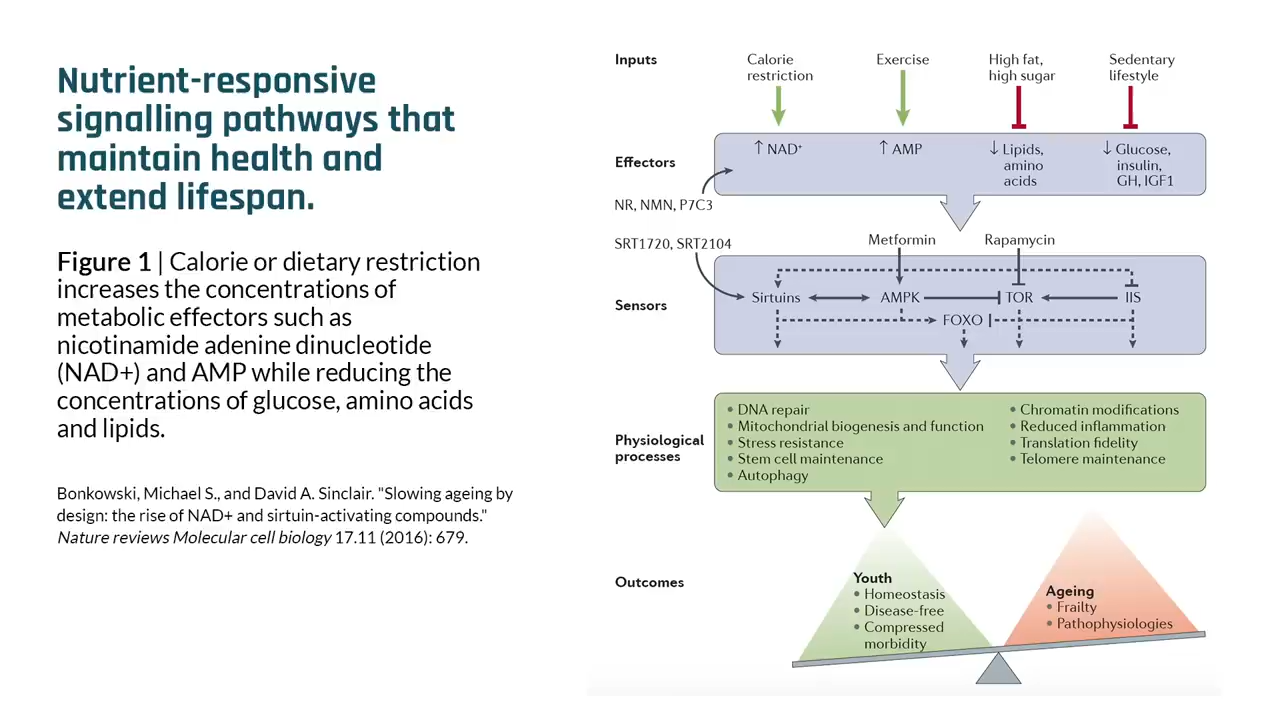 Nutrient-responsive
signalling pathways that
maintain health and
extend lifespan.
Figure 1 | Calorie or dietary restriction
increases the concentrations of
metabolic effectors such as
nicotinamide adenine dinucleotide
(NAD+) and AMP while reducing the
concentrations of glucose, amino acids
and lipids.
Bonkowski, Michael S., and David A. Sinclair. "Slowing ageing by
design: the rise of NAD+ and sirtuin-activating compounds."
Nature reviews Molecular cell biology 17.11 (2016): 679.
Inputs
Calorie
restriction
Exercise
High fat,
high sugar
Sedentary
lifestyle
Effectors
↑ NAD⁺
↑ AMP
↓ Lipids,
amino
acids
↓ Glucose,
insulin,
GH, IGF1
NR, NMN, P7C3
SRT1720, SRT2104
Metformin
Rapamycin
Sensors
Sirtuins
AMPK
TOR
IIS
FOXO
Physiological
processes
• DNA repair
• Mitochondrial biogenesis and function
• Stress resistance
• Stem cell maintenance
• Autophagy
• Chromatin modifications
• Reduced inflammation
• Translation fidelity
• Telomere maintenance
Outcomes
Youth
• Homeostasis
• Disease-free
• Compressed
morbidity
Ageing
• Frailty
• Pathophysiologies